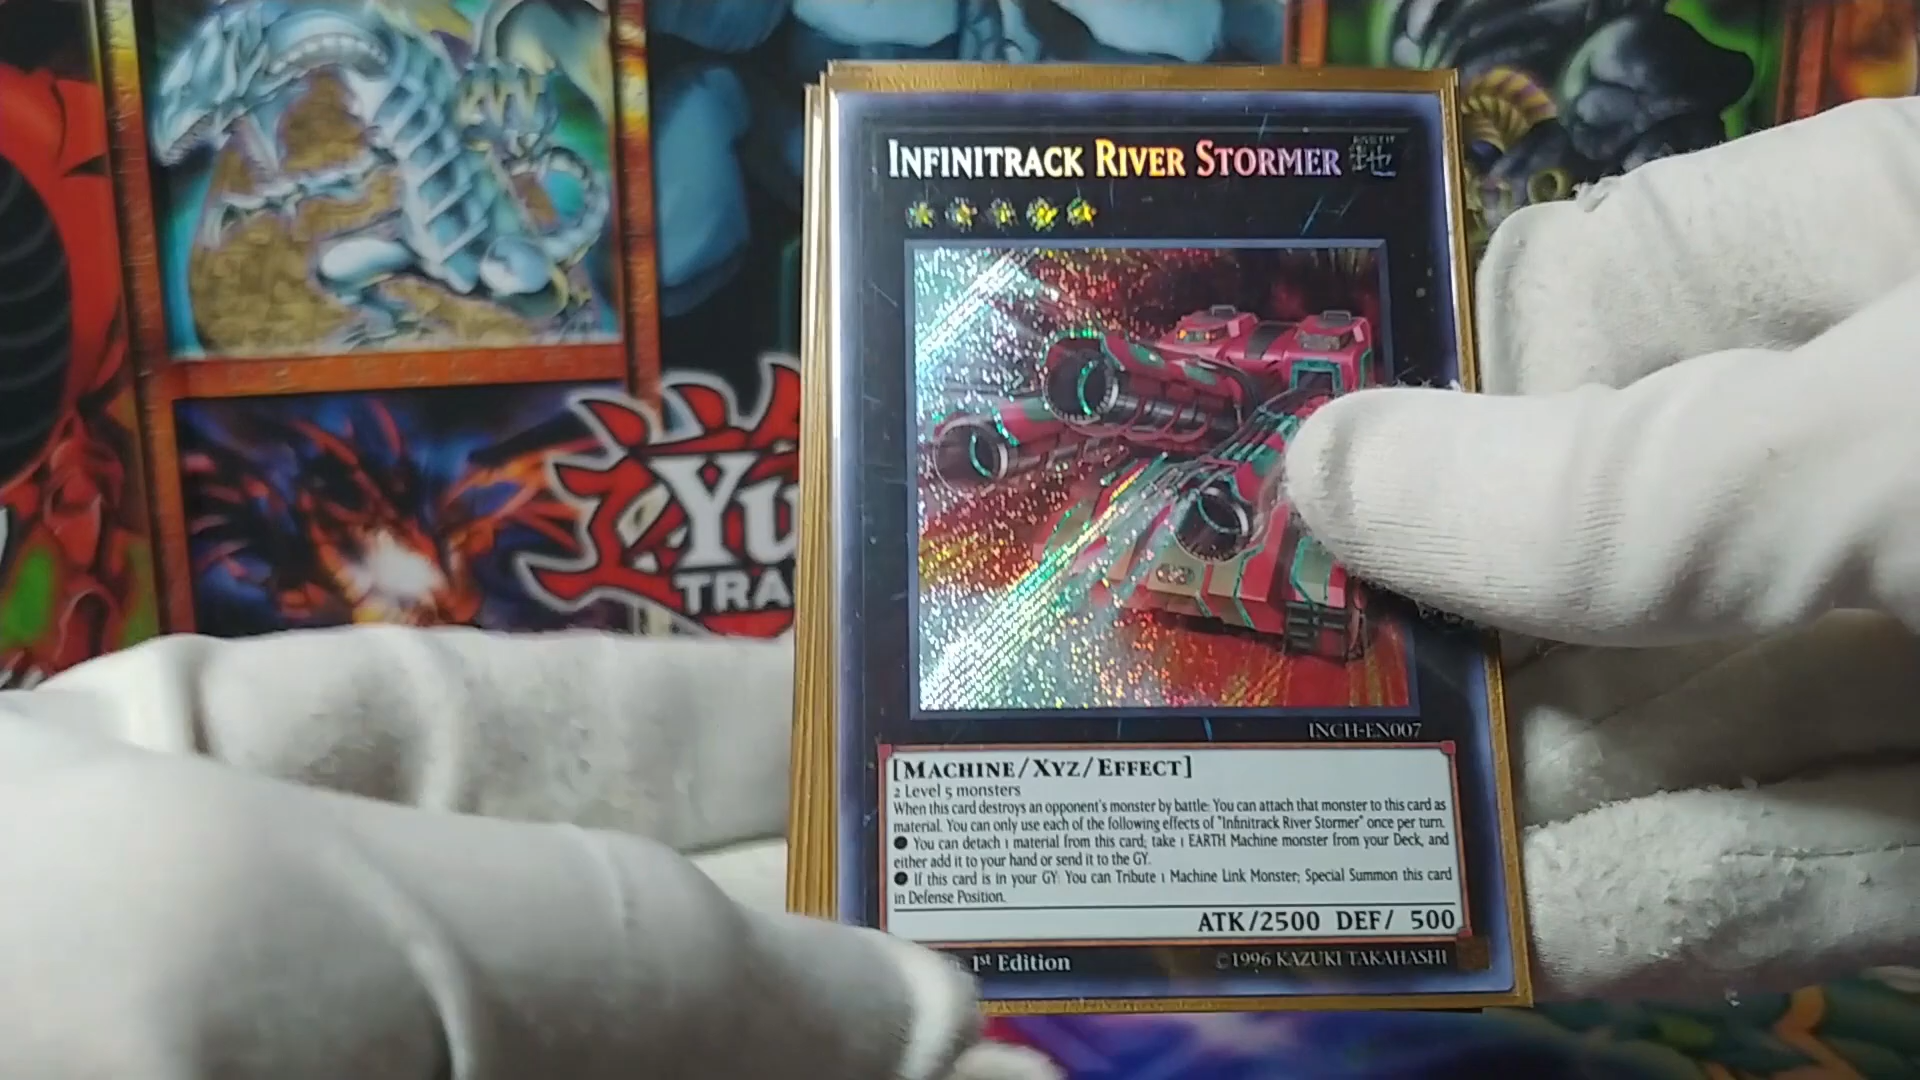 INFINITRACK RIVER STORMER 地
Yu
TRA
INCH-EN007
[MACHINE/XYZ/EFFECT]
2 Level 5 monsters
When this card destroys an opponent's monster by battle: You can attach that monster to this card as
material. You can only use each of the following effects of "Infinitrack River Stormer" once per turn.
● You can detach 1 material from this card; take 1 EARTH Machine monster from your Deck, and
either add it to your hand or send it to the GY.
● If this card is in your GY: You can Tribute 1 Machine Link Monster; Special Summon this card
in Defense Position.
ATK/2500 DEF/ 500
1st Edition
©1996 KAZUKI TAKAHASHI